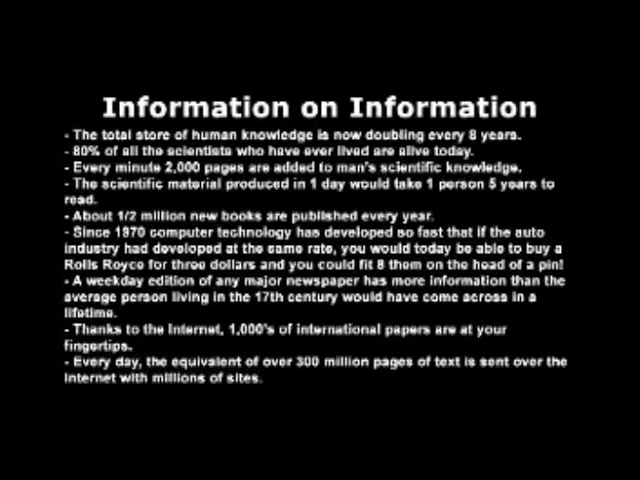 Information on Information
- The total store of human knowledge is now doubling every 8 years.
- 80% of all the scientists who have ever lived are alive today.
- Every minute 2,000 pages are added to man's scientific knowledge.
- The scientific material produced in 1 day would take 1 person 5 years to
read.
- About 1/2 million new books are published every year.
- Since 1970 computer technology has developed so fast that if the auto
industry had developed at the same rate, you would today be able to buy a
Rolls Royce for three dollars and you could fit 8 them on the head of a pin!
- A weekday edition of any major newspaper has more information than the
average person living in the 17th century would have come across in a
lifetime.
- Thanks to the Internet, 1,000's of international papers are at your
fingertips.
- Every day, the equivalent of over 300 million pages of text is sent over the
Internet with millions of sites.